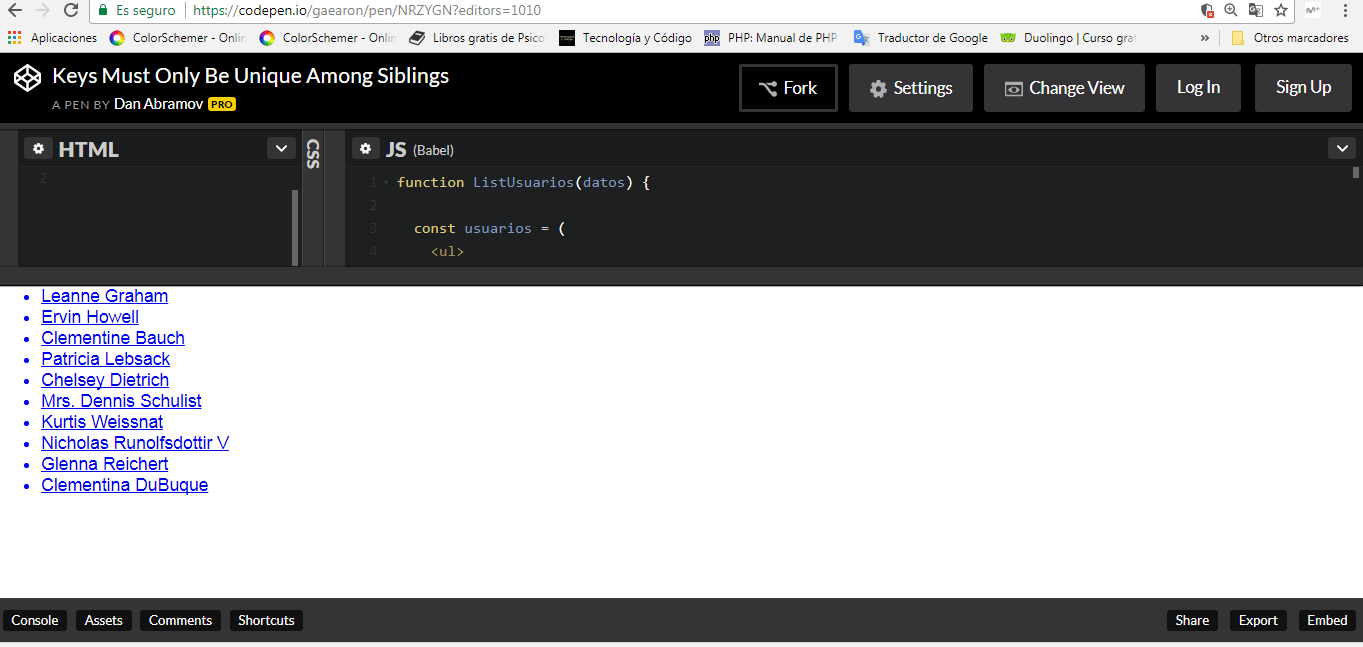 Es seguro https://codepen.io/gaearon/pen/NRZYGN?editors=1010
Aplicaciones ColorSchemer - Onlin ColorSchemer - Onlin Libros gratis de Psico Tecnología y Código php PHP: Manual de PHP Traductor de Google Duolingo | Curso grat » Otros marcadores
Keys Must Only Be Unique Among Siblings
A PEN BY Dan Abramov PRO
Fork Settings Change View Log In Sign Up
HTML CSS JS (Babel)
2
1 function ListUsuarios(datos) {
2
3 const usuarios = (
4 <ul>
• Leanne Graham
• Ervin Howell
• Clementine Bauch
• Patricia Lebsack
• Chelsey Dietrich
• Mrs. Dennis Schulist
• Kurtis Weissnat
• Nicholas Runolfsdottir V
• Glenna Reichert
• Clementina DuBuque
Console Assets Comments Shortcuts Share Export Embed